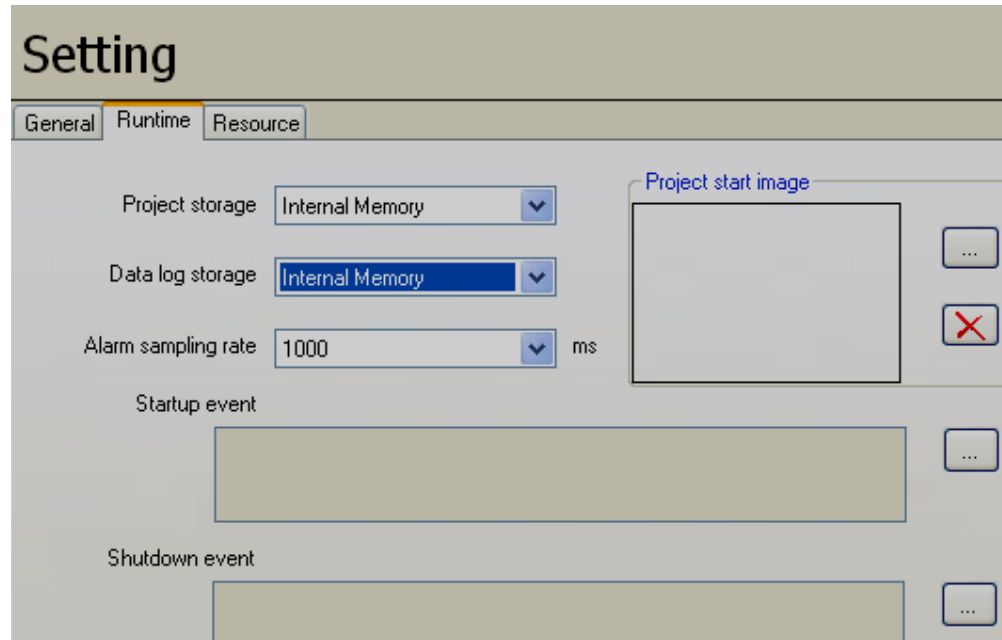 Setting
General Runtime Resource
Project start image
Project storage Internal Memory
...
Data log storage Internal Memory
Alarm sampling rate 1000 ms
Startup event
...
Shutdown event
...